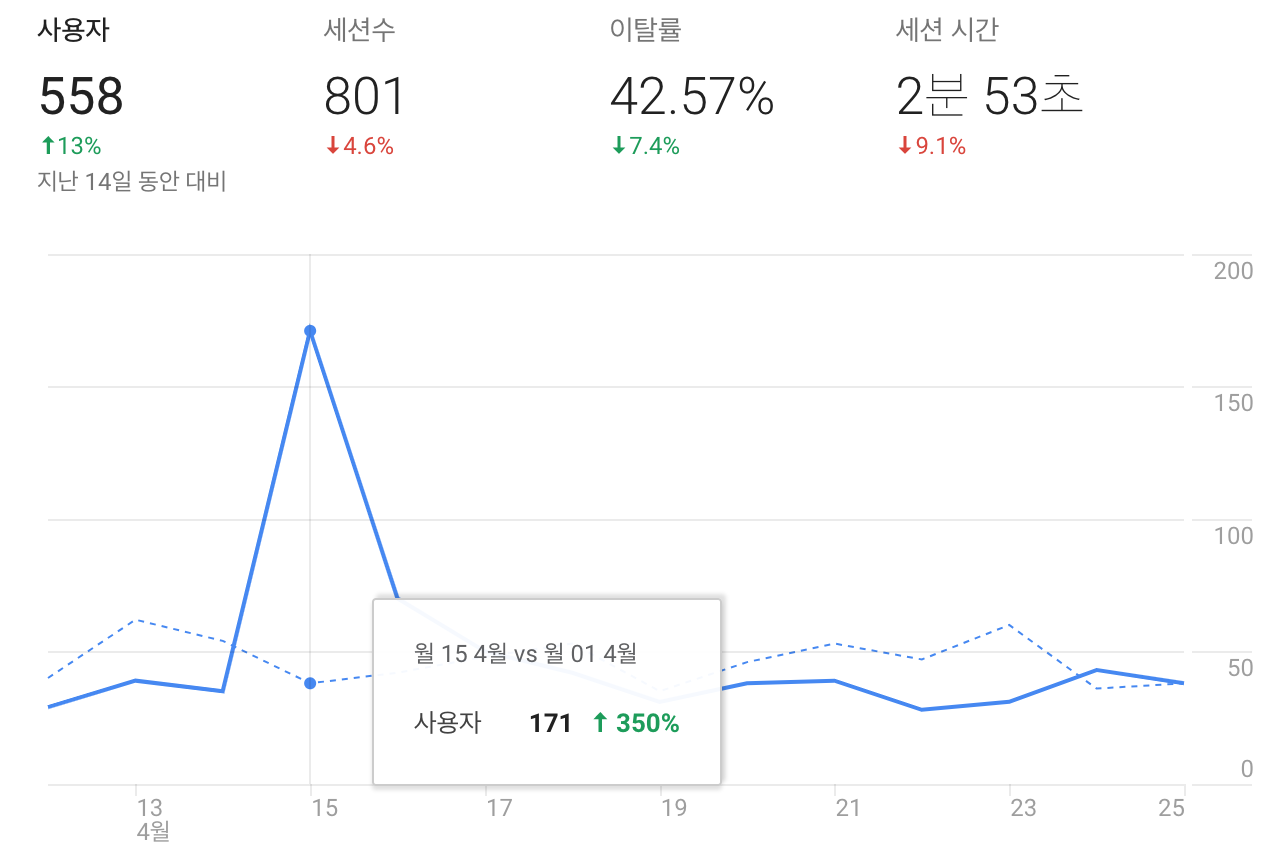 사용자 세션수 이탈률 세션 시간
558 801 42.57% 2분 53초
↑13% ↓4.6% ↓7.4% ↓9.1%
지난 14일 동안 대비
200
150
100
50
0
월 15 4월 vs 월 01 4월
사용자 171 ↑ 350%
13 15 17 19 21 23 25
4월